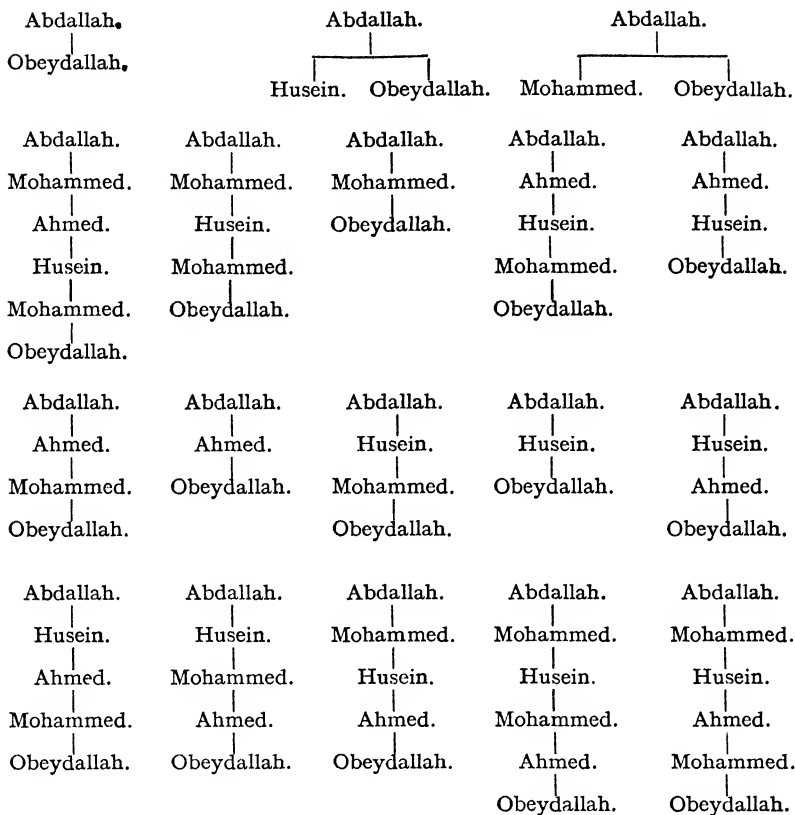 Abdallah. Abdallah. Abdallah.
Obeydallah.
Husein. Obeydallah. Mohammed. Obeydallah.
Abdallah. Abdallah. Abdallah. Abdallah. Abdallah.
Mohammed. Mohammed. Mohammed. Ahmed. Ahmed.
Ahmed. Husein. Obeydallah. Husein. Husein.
Husein. Mohammed. Mohammed. Obeydallah.
Mohammed. Obeydallah. Obeydallah.
Obeydallah.
Abdallah. Abdallah. Abdallah. Abdallah. Abdallah.
Ahmed. Ahmed. Husein. Husein. Husein.
Mohammed. Obeydallah. Mohammed. Obeydallah. Ahmed.
Obeydallah. Obeydallah. Obeydallah.
Abdallah. Abdallah. Abdallah. Abdallah. Abdallah.
Husein. Husein. Mohammed. Mohammed. Mohammed.
Ahmed. Mohammed. Husein. Husein. Husein.
Mohammed. Ahmed. Ahmed. Mohammed. Ahmed.
Obeydallah. Obeydallah. Obeydallah. Ahmed. Mohammed.
Obeydallah. Obeydallah.